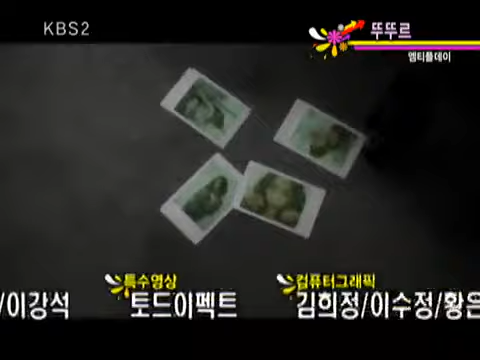 KBS2
뚜뚜르
엠티플데이
특수영상
컴퓨터그래픽
/이강석
토드이펙트
김희정/이수정/황은